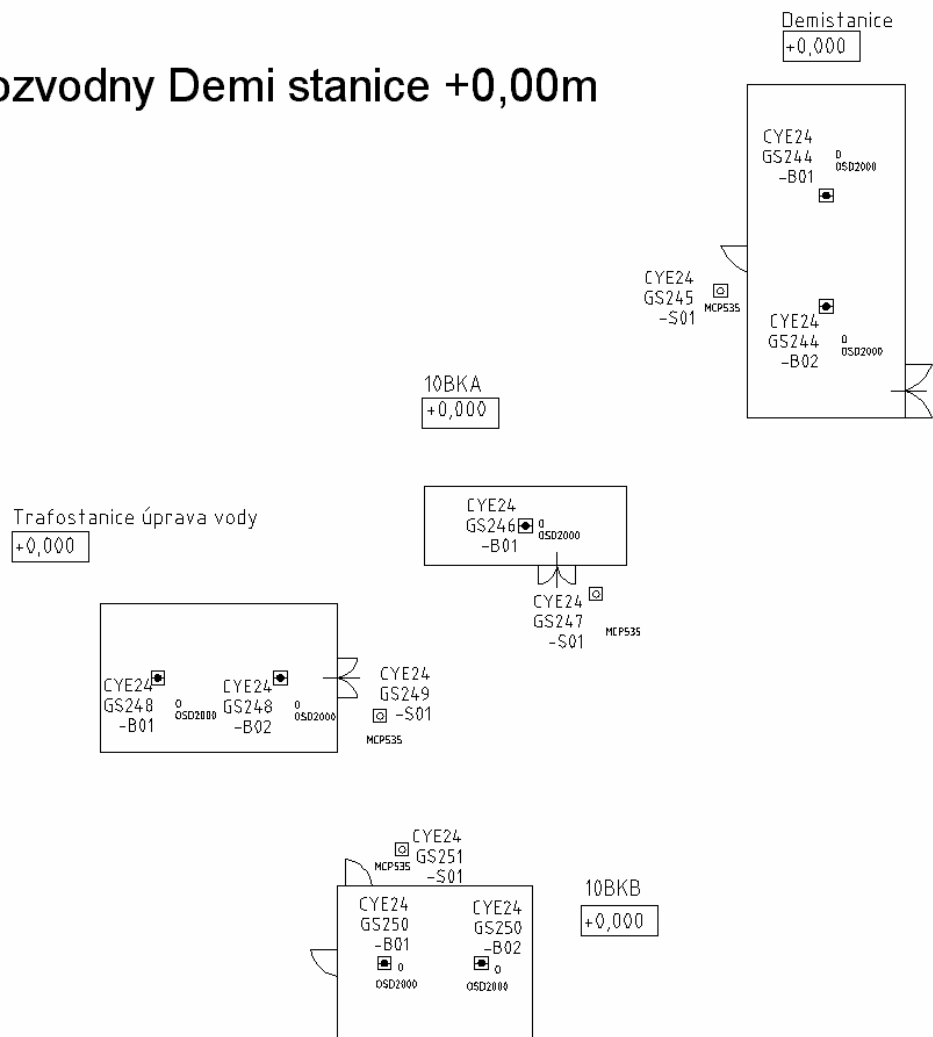 Demistanice
+0,000
ozvodny Demi stanice +0,00m
CYE24
GS244
-B01
0
OSD2000
CYE24
GS245
-S01
MCP535
CYE24
GS244
-B02
0
OSD2000
10BKA
+0,000
CYE24
GS246
-B01
0
OSD2000
CYE24
GS247
-S01
MCP535
Trafostanice úprava vody
+0,000
CYE24
GS248
-B01
0
OSD2000
CYE24
GS248
-B02
0
OSD2000
CYE24
GS249
-S01
MCP535
CYE24
GS251
-S01
MCP535
10BKB
+0,000
CYE24
GS250
-B01
0
OSD2000
CYE24
GS250
-B02
0
OSD2000